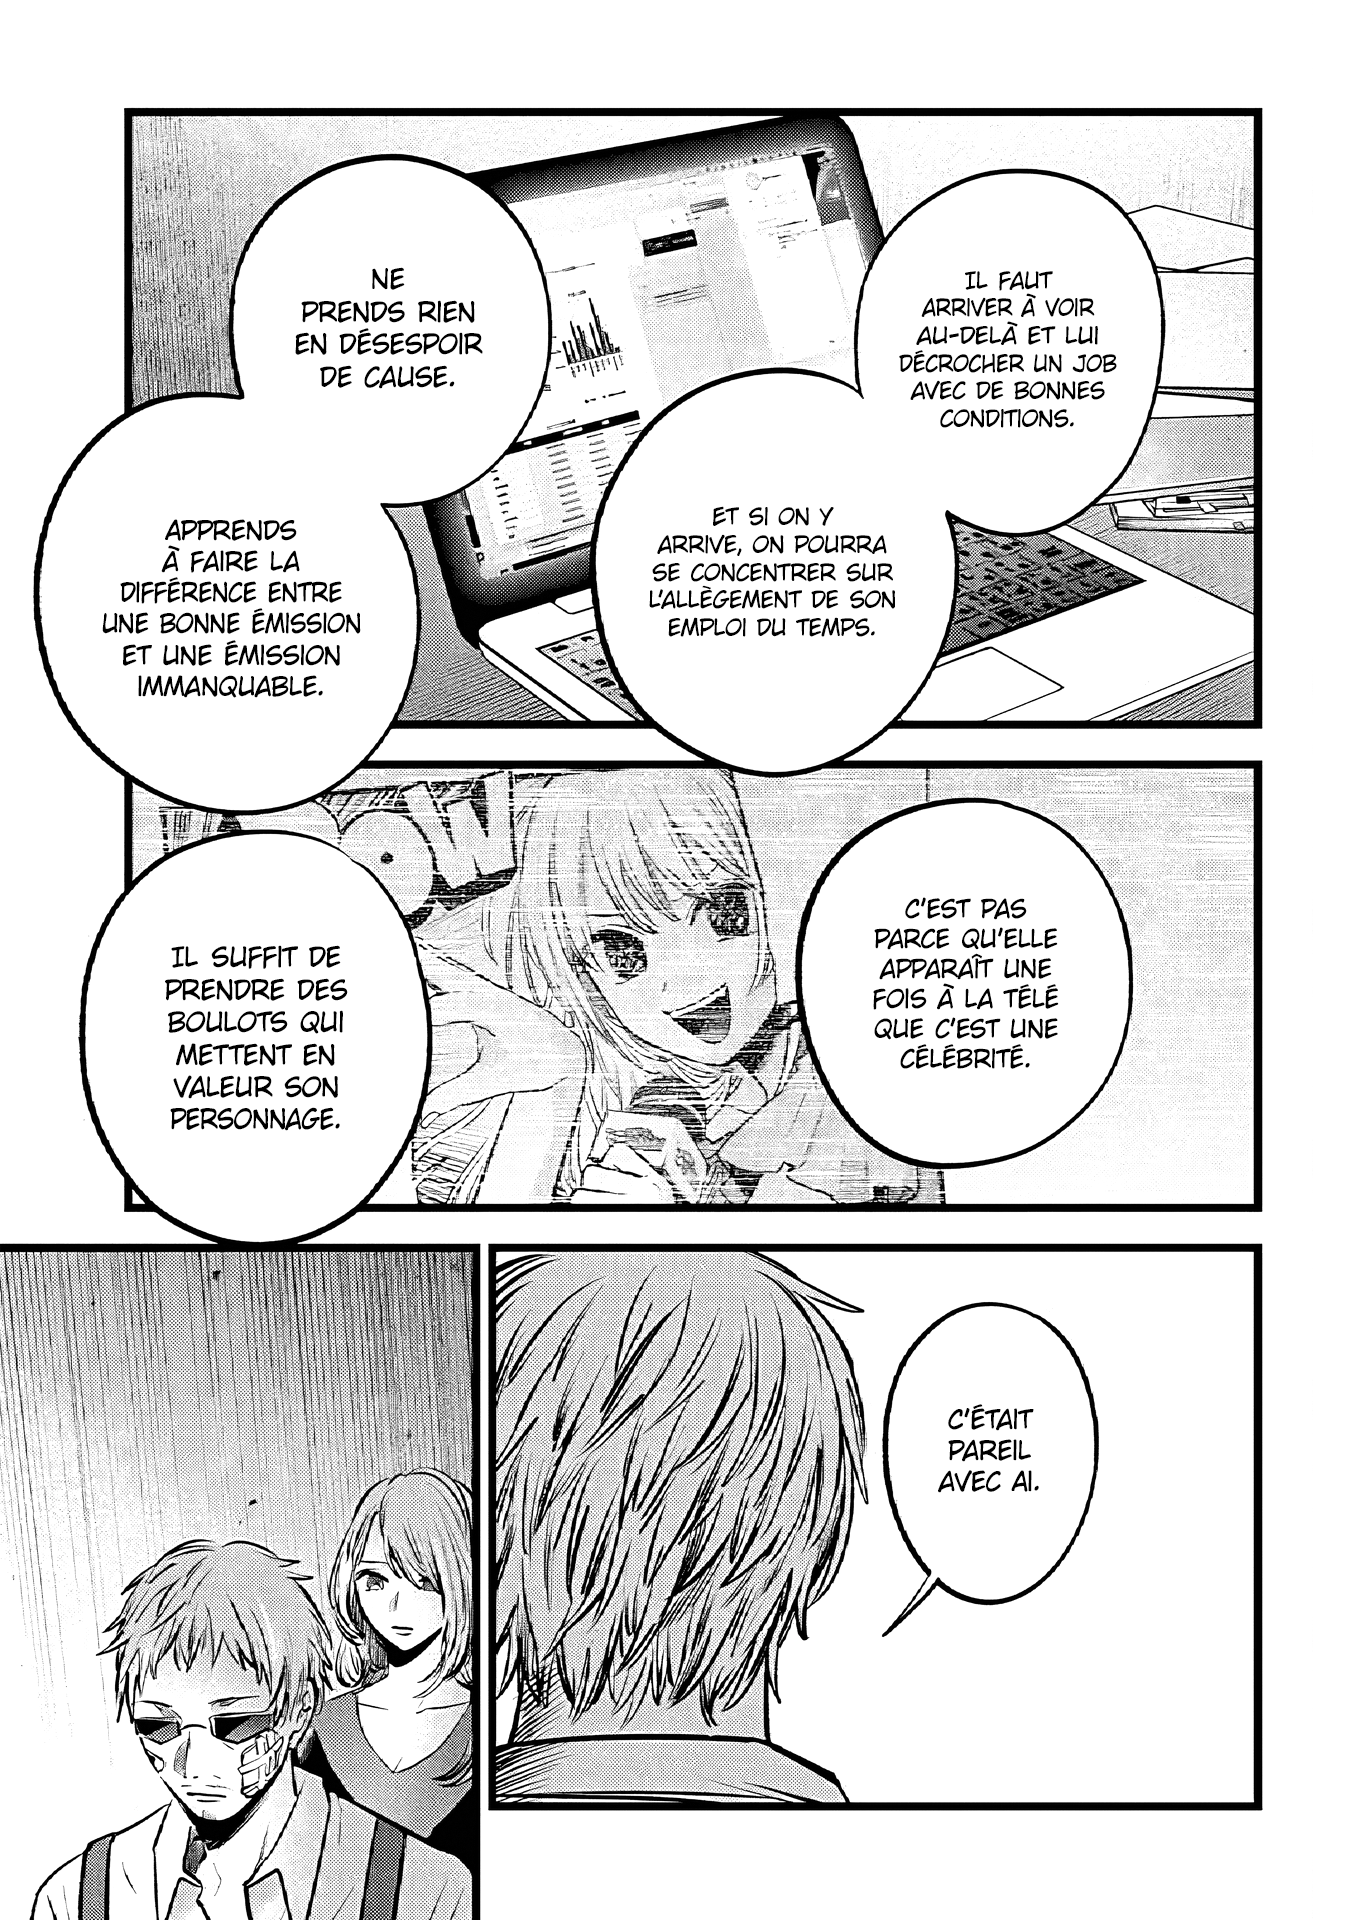 IL FAUT
ARRIVER À VOIR
AU-DELÀ ET LUI
DÉCROCHER UN JOB
AVEC DE BONNES
CONDITIONS.
ET SI ON Y
ARRIVE, ON POURRA
SE CONCENTRER SUR
L'ALLÈGEMENT DE SON
EMPLOI DU TEMPS.
NE
PRENDS RIEN
EN DÉSESPOIR
DE CAUSE.
APPRENDS
À FAIRE LA
DIFFÉRENCE ENTRE
UNE BONNE ÉMISSION
ET UNE ÉMISSION
IMMANQUABLE.
C'EST PAS
PARCE QU'ELLE
APPARAÎT UNE
FOIS À LA TÉLÉ
QUE C'EST UNE
CÉLÉBRITÉ.
IL SUFFIT DE
PRENDRE DES
BOULOTS QUI
METTENT EN
VALEUR SON
PERSONNAGE.
C'ÉTAIT
PAREIL
AVEC AI.